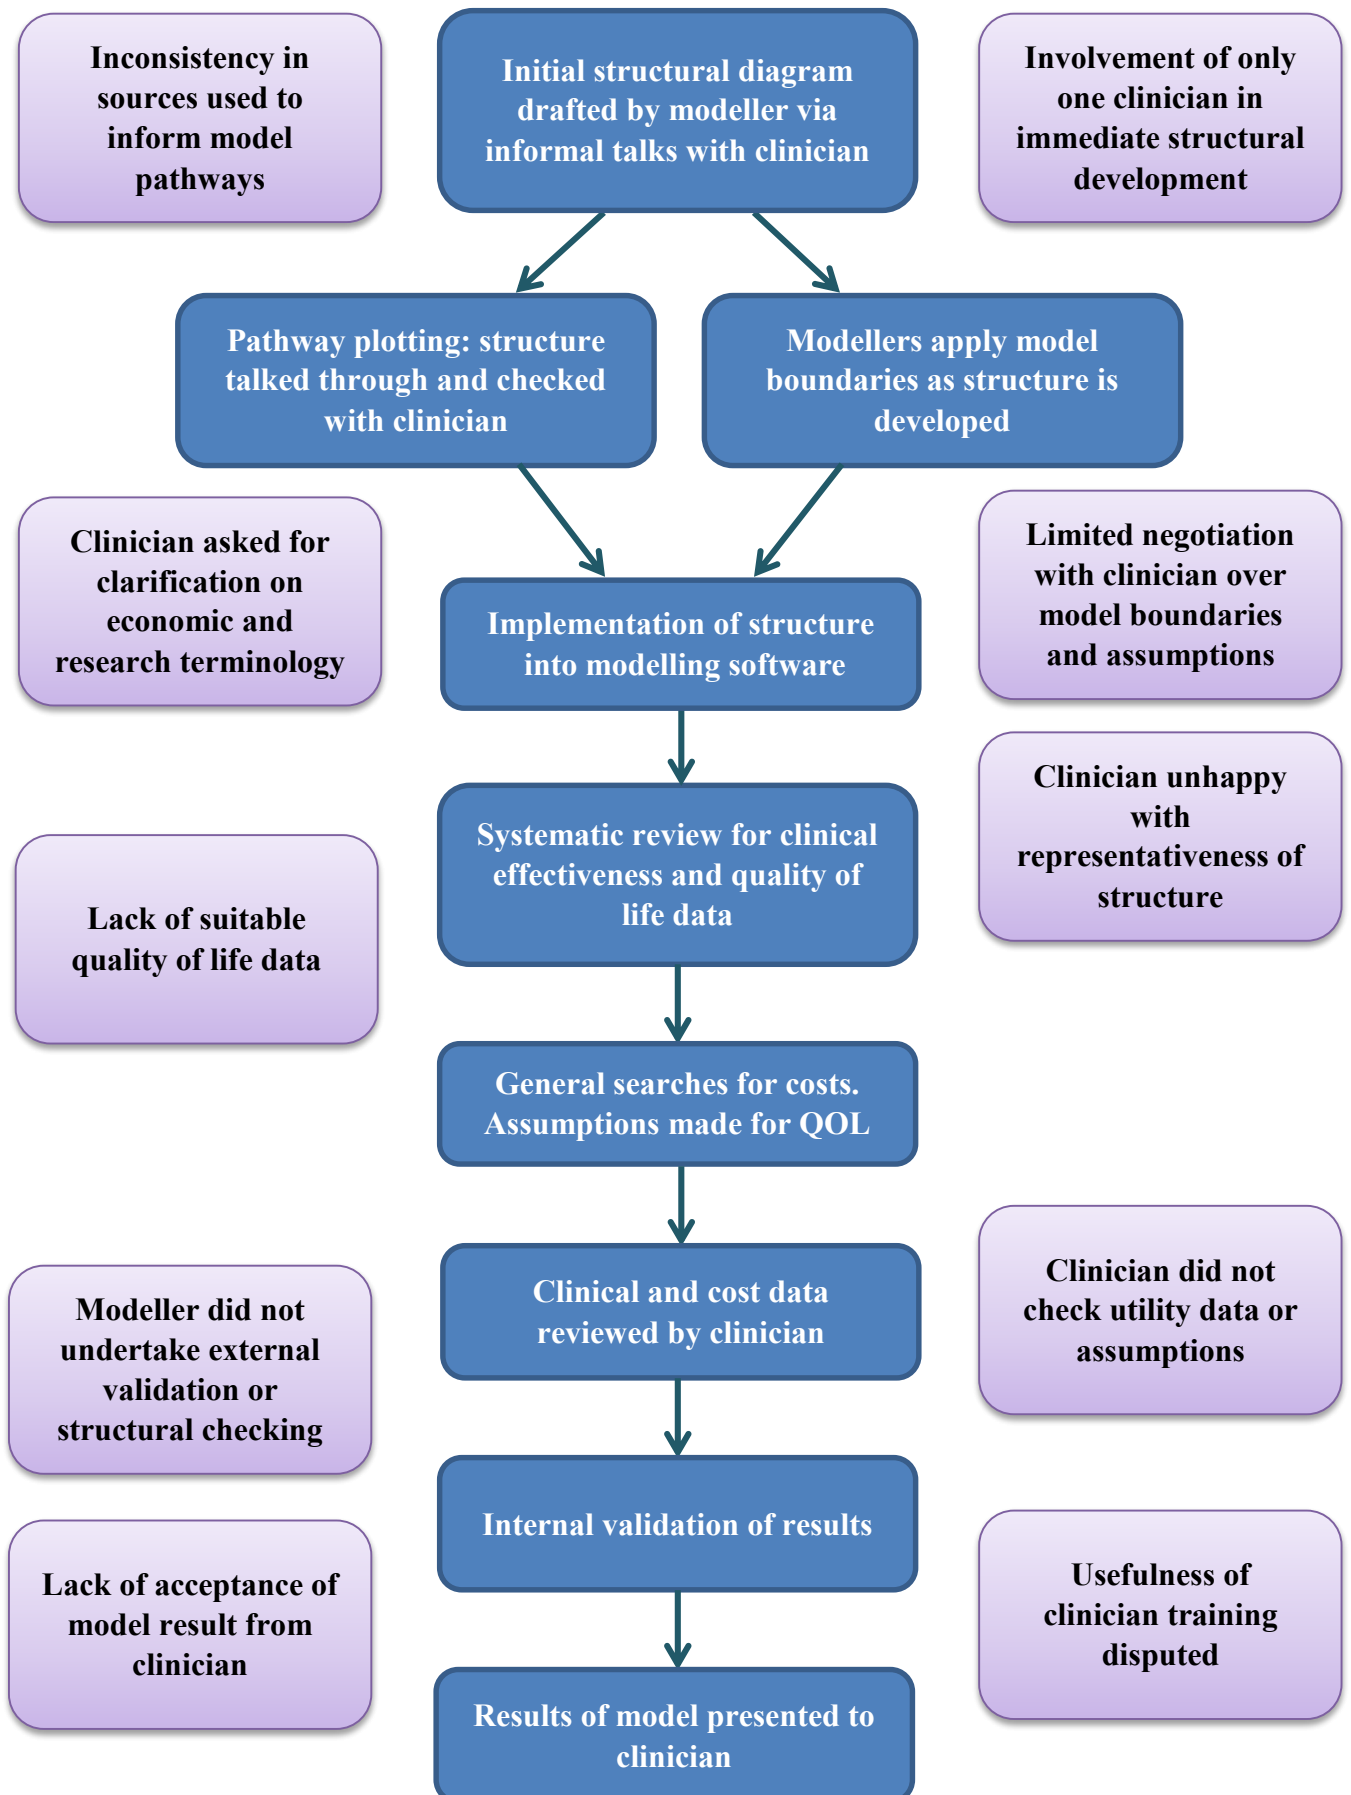 Inconsistency in
sources used to
inform model
pathways
Initial structural diagram
drafted by modeller via
informal talks with clinician
Involvement of only
one clinician in
immediate structural
development
Pathway plotting: structure
talked through and checked
with clinician
Modellers apply model
boundaries as structure is
developed
Clinician asked for
clarification on
economic and
research terminology
Implementation of structure
into modelling software
Limited negotiation
with clinician over
model boundaries
and assumptions
Clinician unhappy
with
representativeness of
structure
Systematic review for clinical
effectiveness and quality of
life data
Lack of suitable
quality of life data
General searches for costs.
Assumptions made for QOL
Clinical and cost data
reviewed by clinician
Clinician did not
check utility data or
assumptions
Modeller did not
undertake external
validation or
structural checking
Internal validation of results
Lack of acceptance of
model result from
clinician
Usefulness of
clinician training
disputed
Results of model presented to
clinician